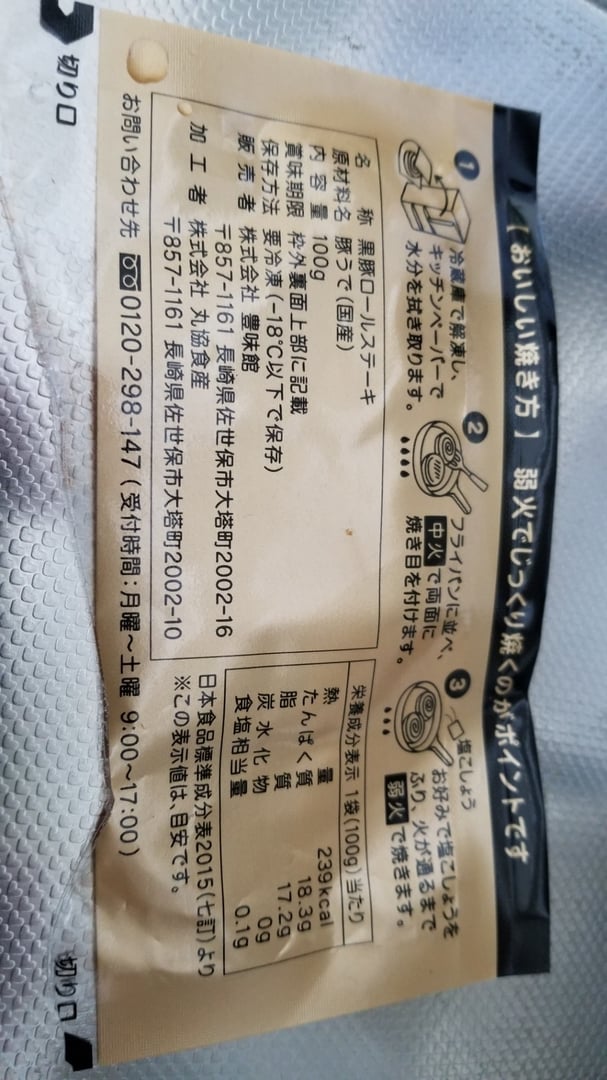 [おいしい焼き方] 弱火でじっくり焼くのがポイントです
1
冷蔵庫で解凍し、
キッチンペーパーで
水分を拭き取ります。
2
フライパンに並べ、
中火で両面に
焼き目を付けます。
3
塩こしょう
お好みで塩こしょうを
ふり、火が通るまで
弱火で焼きます。
名称 黒豚ロールステーキ
原材料名 豚うで(国産)
内容量 100g
賞味期限 枠外裏面上部に記載
保存方法 要冷凍(-18℃以下で保存)
販売者 株式会社 豊味館
〒857-1161 長崎県佐世保市大塔町2002-16
加工者 株式会社 丸協食産
〒857-1161 長崎県佐世保市大塔町2002-10
栄養成分表示 1袋(100g)当たり
熱量 239kcal
たんぱく質 18.3g
脂質 17.2g
炭水化物 0g
食塩相当量 0.1g
日本食品標準成分表2015(七訂)より
※この表示値は、目安です。
お問い合わせ先 0120-298-147(受付時間:月曜~土曜 9:00~17:00)
切り口
切り口